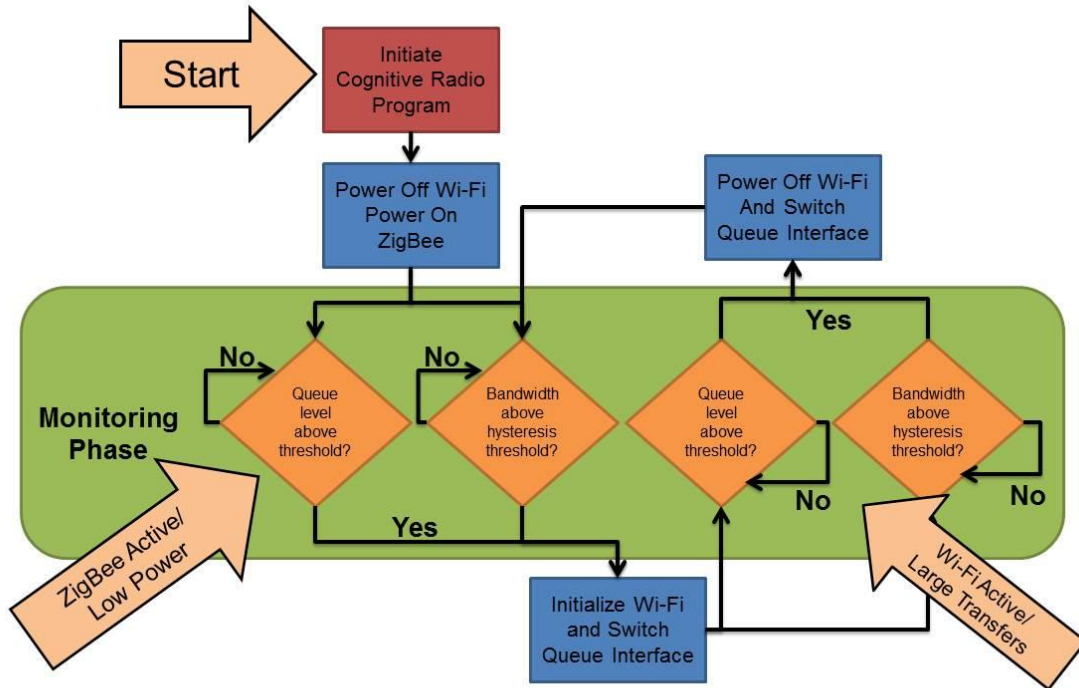 Start
Initiate
Cognitive Radio
Program
Power Off Wi-Fi
Power On
ZigBee
Power Off Wi-Fi
And Switch
Queue Interface
Yes
No
No
Queue
level
above
threshold?
Bandwidth
above
hysteresis
threshold?
Queue
level
above
threshold?
Bandwidth
above
hysteresis
threshold?
Monitoring
Phase
No
No
Yes
ZigBee Active/
Low Power
Wi-Fi Active/
Large Transfers
Initialize Wi-Fi
and Switch
Queue Interface